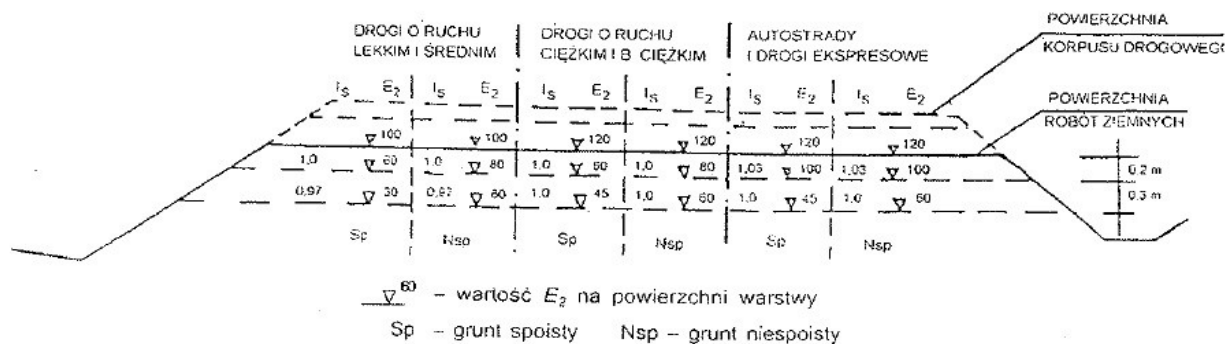 DROGI O RUCHU
LEKKIM I ŚREDNIM
DROGI O RUCHU
CIĘŻKIM I B CIĘŻKIM
AUTOSTRADY
I DROGI EKSPRESOWE
POWIERZCHNIA
KORPUSU DROGOWEGO
Is E2 Is E2 Is E2 Is E2 Is E2 Is E2
POWIERZCHNIA
ROBÓT ZIEMNYCH
100 100 120 120 120 120
1,0 60 1,0 80 1,0 60 1,0 80 1,03 100 1,03 100 0.2 m
0,97 30 0,97 60 1,0 45 1,0 60 1,0 45 1,0 60 0.3 m
Sp Nsp Sp Nsp Sp Nsp
60 – wartość E2 na powierzchni warstwy
Sp – grunt spoisty Nsp – grunt niespoisty